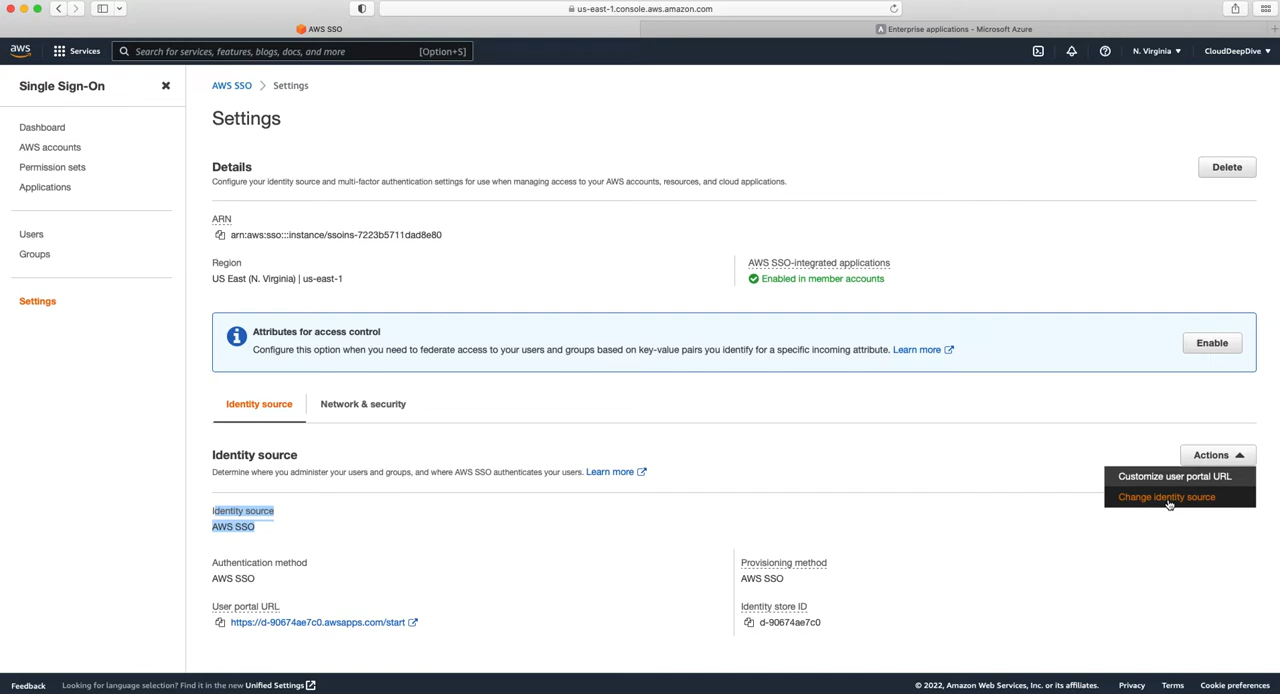 us-east-1.console.aws.amazon.com
AWS SSO
Enterprise applications - Microsoft Azure
aws
Services
Search for services, features, blogs, docs, and more
[Option+S]
N. Virginia
CloudDeepDive
Single Sign-On
Dashboard
AWS accounts
Permission sets
Applications
Users
Groups
Settings
AWS SSO > Settings
Settings
Details
Delete
Configure your identity source and multi-factor authentication settings for use when managing access to your AWS accounts, resources, and cloud applications.
ARN
arn:aws:sso:::instance/ssoins-7223b5711dad8e80
Region
US East (N. Virginia) | us-east-1
AWS SSO-integrated applications
Enabled in member accounts
Attributes for access control
Configure this option when you need to federate access to your users and groups based on key-value pairs you identify for a specific incoming attribute. Learn more
Enable
Identity source
Network & security
Identity source
Actions
Determine where you administer your users and groups, and where AWS SSO authenticates your users. Learn more
Customize user portal URL
Change identity source
Identity source
AWS SSO
Authentication method
AWS SSO
Provisioning method
AWS SSO
User portal URL
https://d-90674ae7c0.awsapps.com/start
Identity store ID
d-90674ae7c0
Feedback
Looking for language selection? Find it in the new Unified Settings
© 2022, Amazon Web Services, Inc. or its affiliates.
Privacy
Terms
Cookie preferences